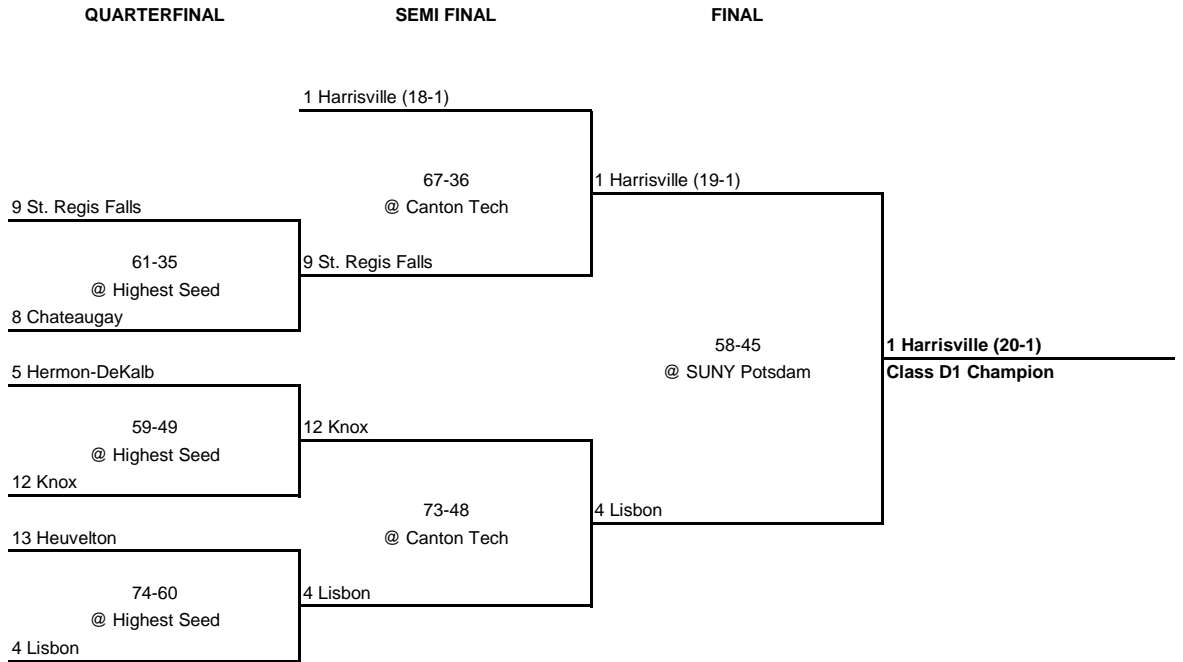 QUARTERFINAL SEMI FINAL FINAL
1 Harrisville (18-1)
67-36 1 Harrisville (19-1)
9 St. Regis Falls @ Canton Tech
61-35 9 St. Regis Falls
@ Highest Seed
8 Chateaugay
58-45 1 Harrisville (20-1)
5 Hermon-DeKalb @ SUNY Potsdam Class D1 Champion
59-49 12 Knox
@ Highest Seed
12 Knox
73-48 4 Lisbon
13 Heuvelton @ Canton Tech
74-60 4 Lisbon
@ Highest Seed
4 Lisbon